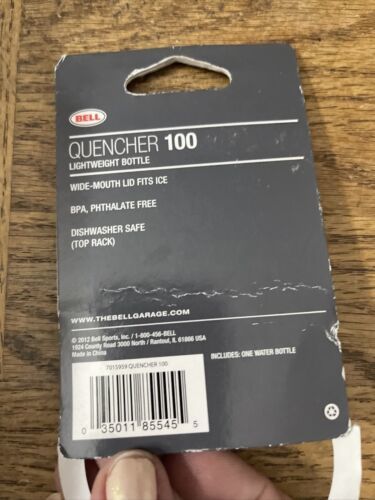 BELL
QUENCHER 100
LIGHTWEIGHT BOTTLE
WIDE-MOUTH LID FITS ICE
BPA, PHTHALATE FREE
DISHWASHER SAFE
(TOP RACK)
WWW.THEBELLGARAGE.COM
© 2012 Bell Sports, Inc. / 1-800-456-BELL
1924 County Road 3000 North / Rantoul, IL 61866 USA
Made in China
INCLUDES: ONE WATER BOTTLE
7015959 QUENCHER 100
0 35011 85545 5